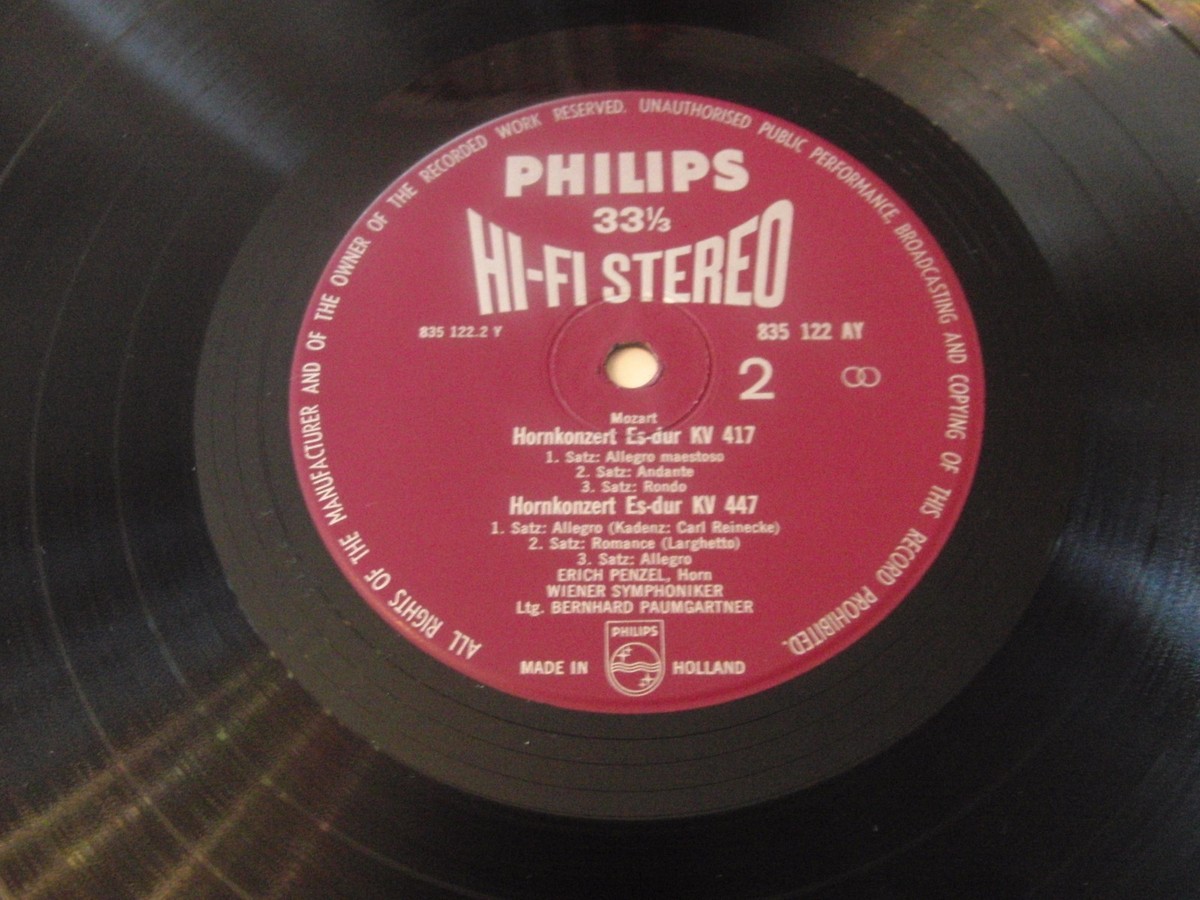 ALL RIGHTS OF THE MANUFACTURER AND OF THE OWNER OF THE RECORDED WORK RESERVED. UNAUTHORISED PUBLIC PERFORMANCE, BROADCASTING AND COPYING OF THIS RECORD PROHIBITED.
PHILIPS
33⅓
HI-FI STEREO
835 122.2 Y
835 122 AY
2
Mozart
Hornkonzert Es-dur KV 417
1. Satz: Allegro maestoso
2. Satz: Andante
3. Satz: Rondo
Hornkonzert Es-dur KV 447
1. Satz: Allegro (Kadenz: Carl Reinecke)
2. Satz: Romance (Larghetto)
3. Satz: Allegro
ERICH PENZEL, Horn
WIENER SYMPHONIKER
Ltg. BERNHARD PAUMGARTNER
PHILIPS
MADE IN HOLLAND